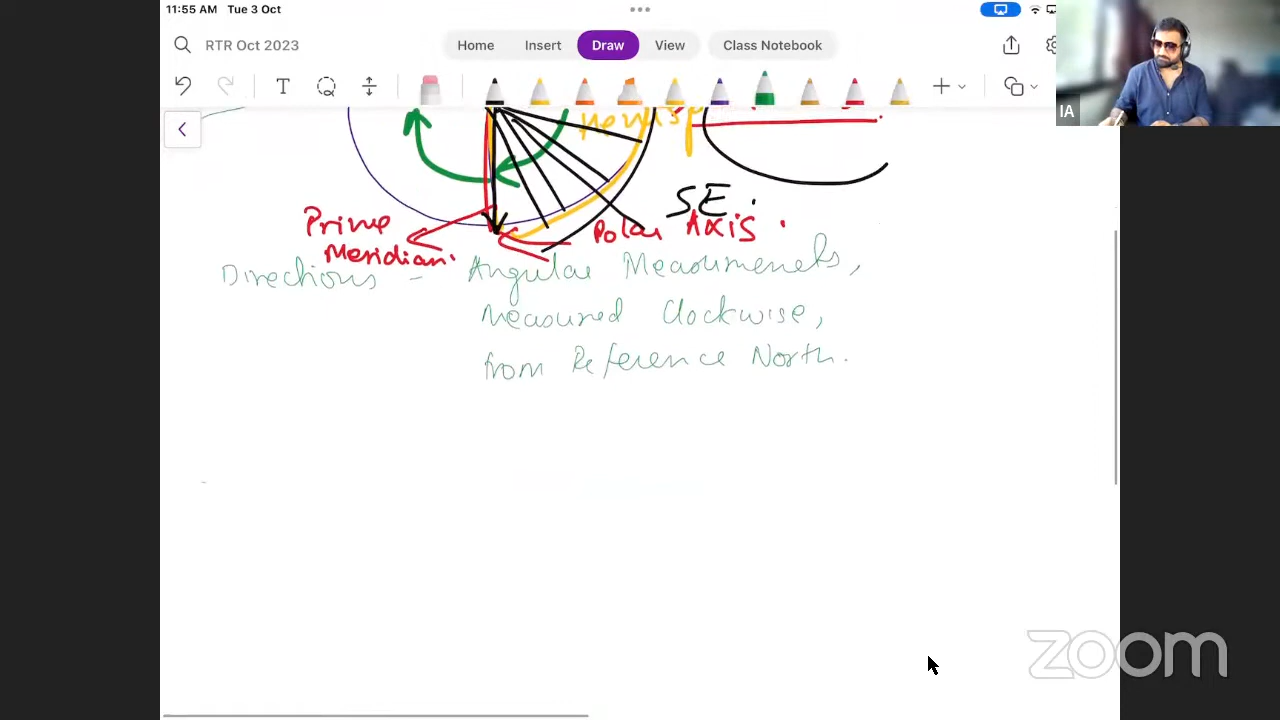 11:55 AM Tue 3 Oct
RTR Oct 2023
Home Insert Draw View Class Notebook
IA
SE.
Prime
Meridian.
Polar Axis.
Directions - Angular Measurements,
Measured Clockwise,
from Reference North.
zoom